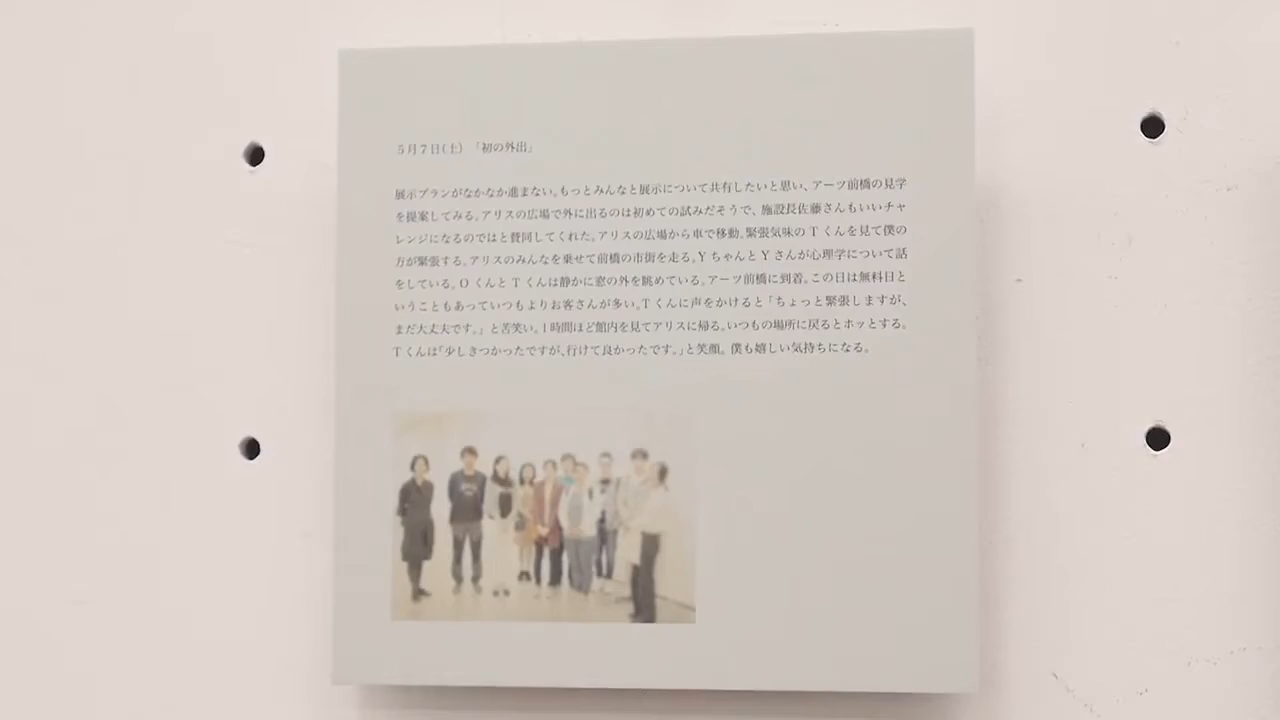 5月7日(土) 「初の外出」
展示プランがなかなか進まない。もっとみんなと展示について共有したいと思い、アーツ前橋の見学
を提案してみる。アリスの広場で外に出るのは初めての試みだそうで、施設長佐藤さんもいいチャ
レンジになるのではと賛同してくれた。アリスの広場から車で移動。緊張気味のTくんを見て僕の
方が緊張する。アリスのみんなを乗せて前橋の市街を走る。YちゃんとYさんが心理学について話
をしている。OくんとTくんは静かに窓の外を眺めている。アーツ前橋に到着。この日は無料日と
いうこともあっていつもよりお客さんが多い。Tくんに声をかけると「ちょっと緊張しますが、
まだ大丈夫です。」と苦笑い。1時間ほど館内を見てアリスに帰る。いつもの場所に戻るとホッとする。
Tくんは「少しきつかったですが、行けて良かったです。」と笑顔。僕も嬉しい気持ちになる。